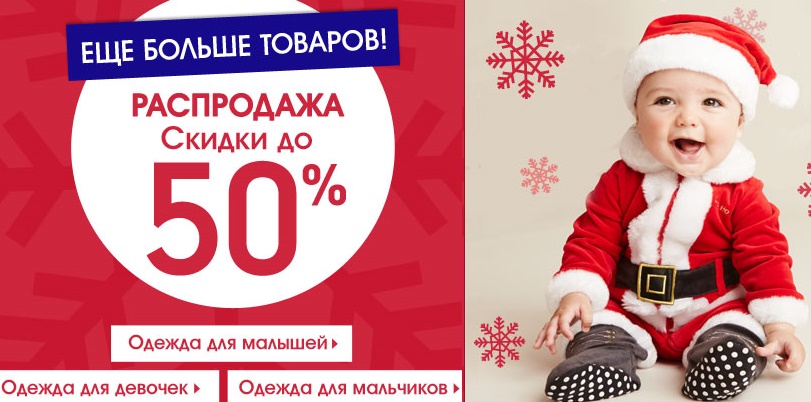 ЕЩЕ БОЛЬШЕ ТОВАРОВ!
РАСПРОДАЖА
Скидки до
50%
Одежда для малышей
Одежда для девочек
Одежда для мальчиков